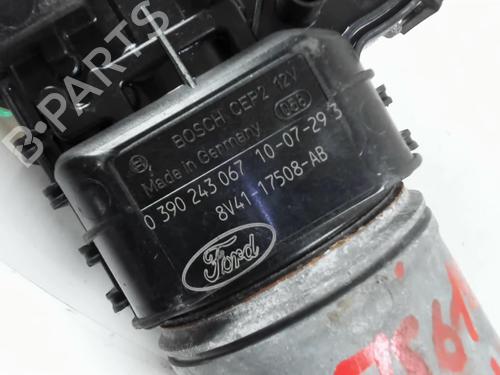 BOSCH CEP2 12V
Made in Germany 058
0 390 243 067 10-07-29 3
8V41-17508-AB
Ford
B-PARTS